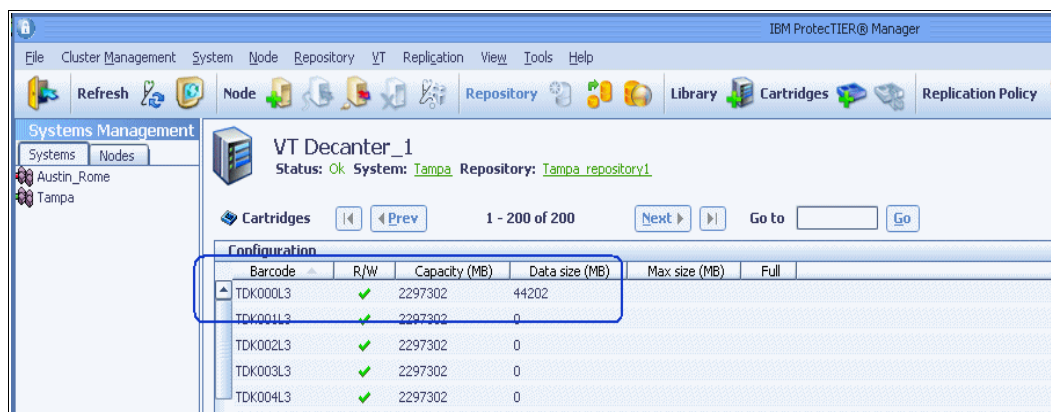 IBM ProtecTIER® Manager
File Cluster Management System Node Repository VT Replication View Tools Help
Refresh Node Repository Library Cartridges Replication Policy
Systems Management
Systems Nodes
Austin_Rome
Tampa
VT Decanter_1
Status: Ok System: Tampa Repository: Tampa_repository1
Cartridges Prev 1 - 200 of 200 Next Go to Go
Configuration
Barcode R/W Capacity (MB) Data size (MB) Max size (MB) Full
TDK000L3 2297302 44202
TDK001L3 2297302 0
TDK002L3 2297302 0
TDK003L3 2297302 0
TDK004L3 2297302 0